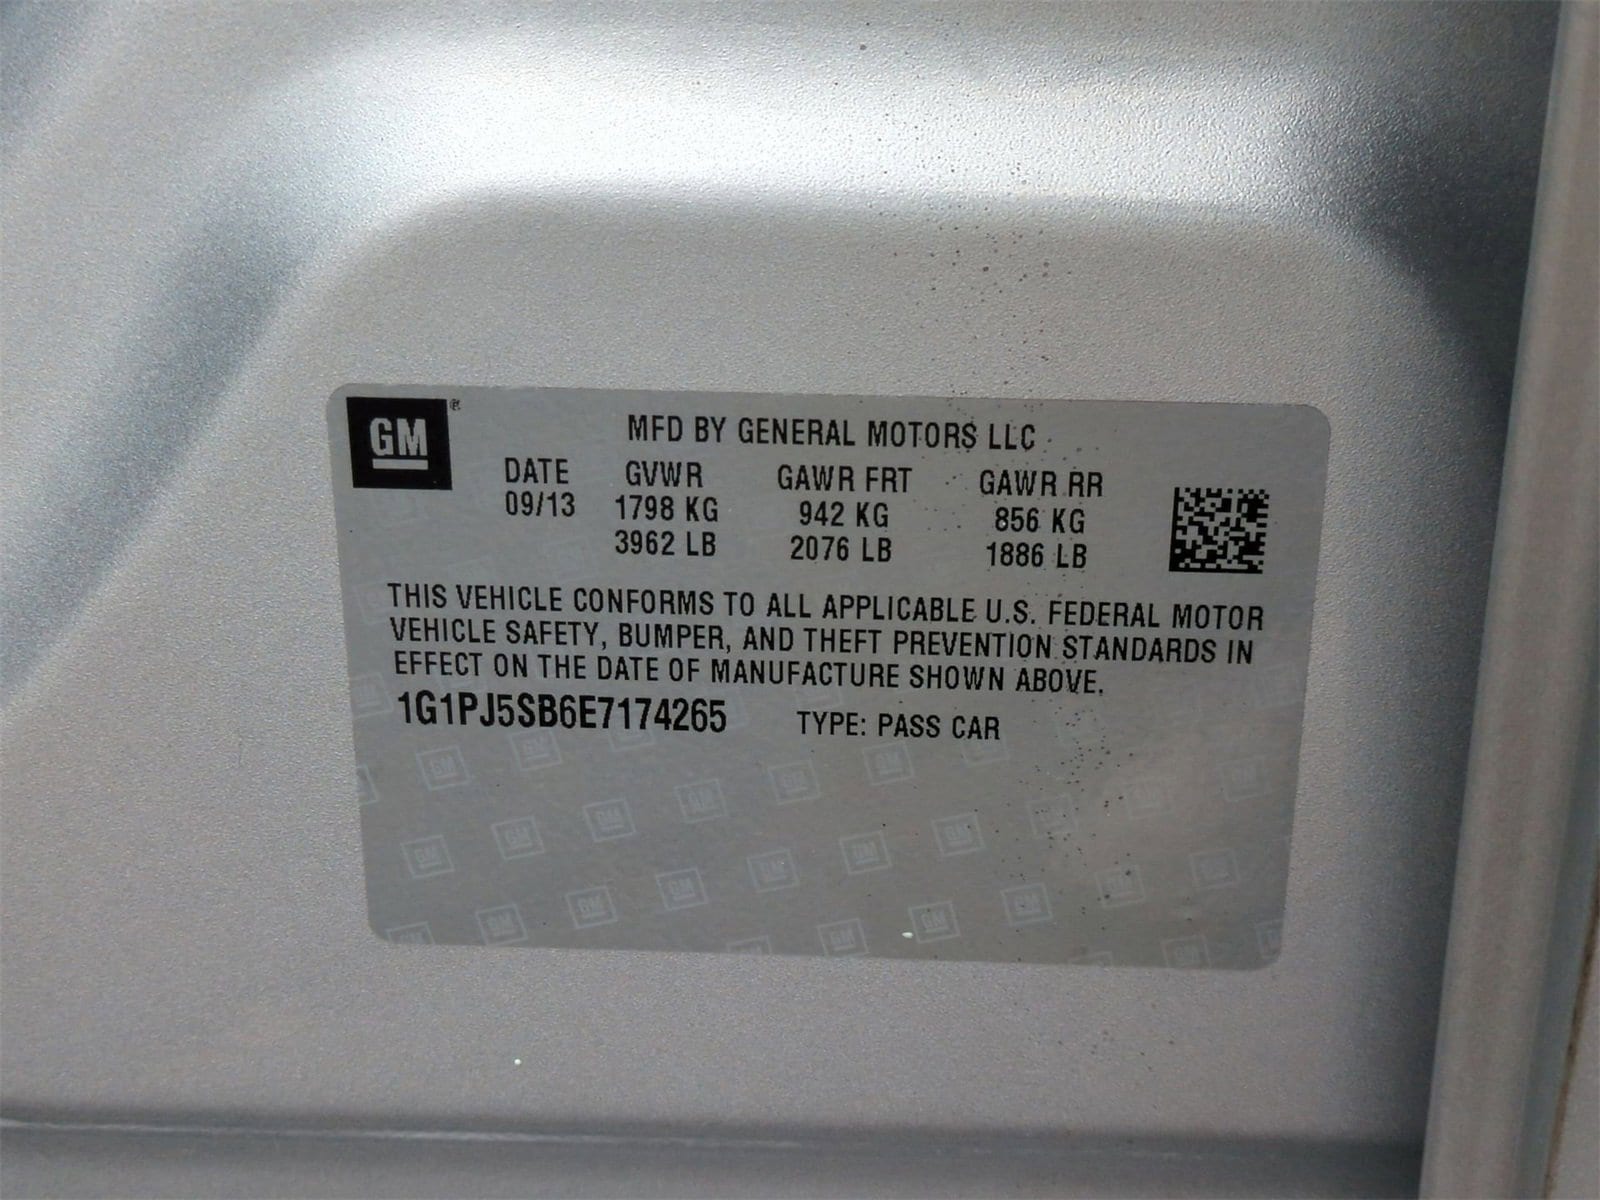 GM®
MFD BY GENERAL MOTORS LLC
DATE GVWR GAWR FRT GAWR RR
09/13 1798 KG 942 KG 856 KG
3962 LB 2076 LB 1886 LB
THIS VEHICLE CONFORMS TO ALL APPLICABLE U.S. FEDERAL MOTOR
VEHICLE SAFETY, BUMPER, AND THEFT PREVENTION STANDARDS IN
EFFECT ON THE DATE OF MANUFACTURE SHOWN ABOVE.
1G1PJ5SB6E7174265 TYPE: PASS CAR